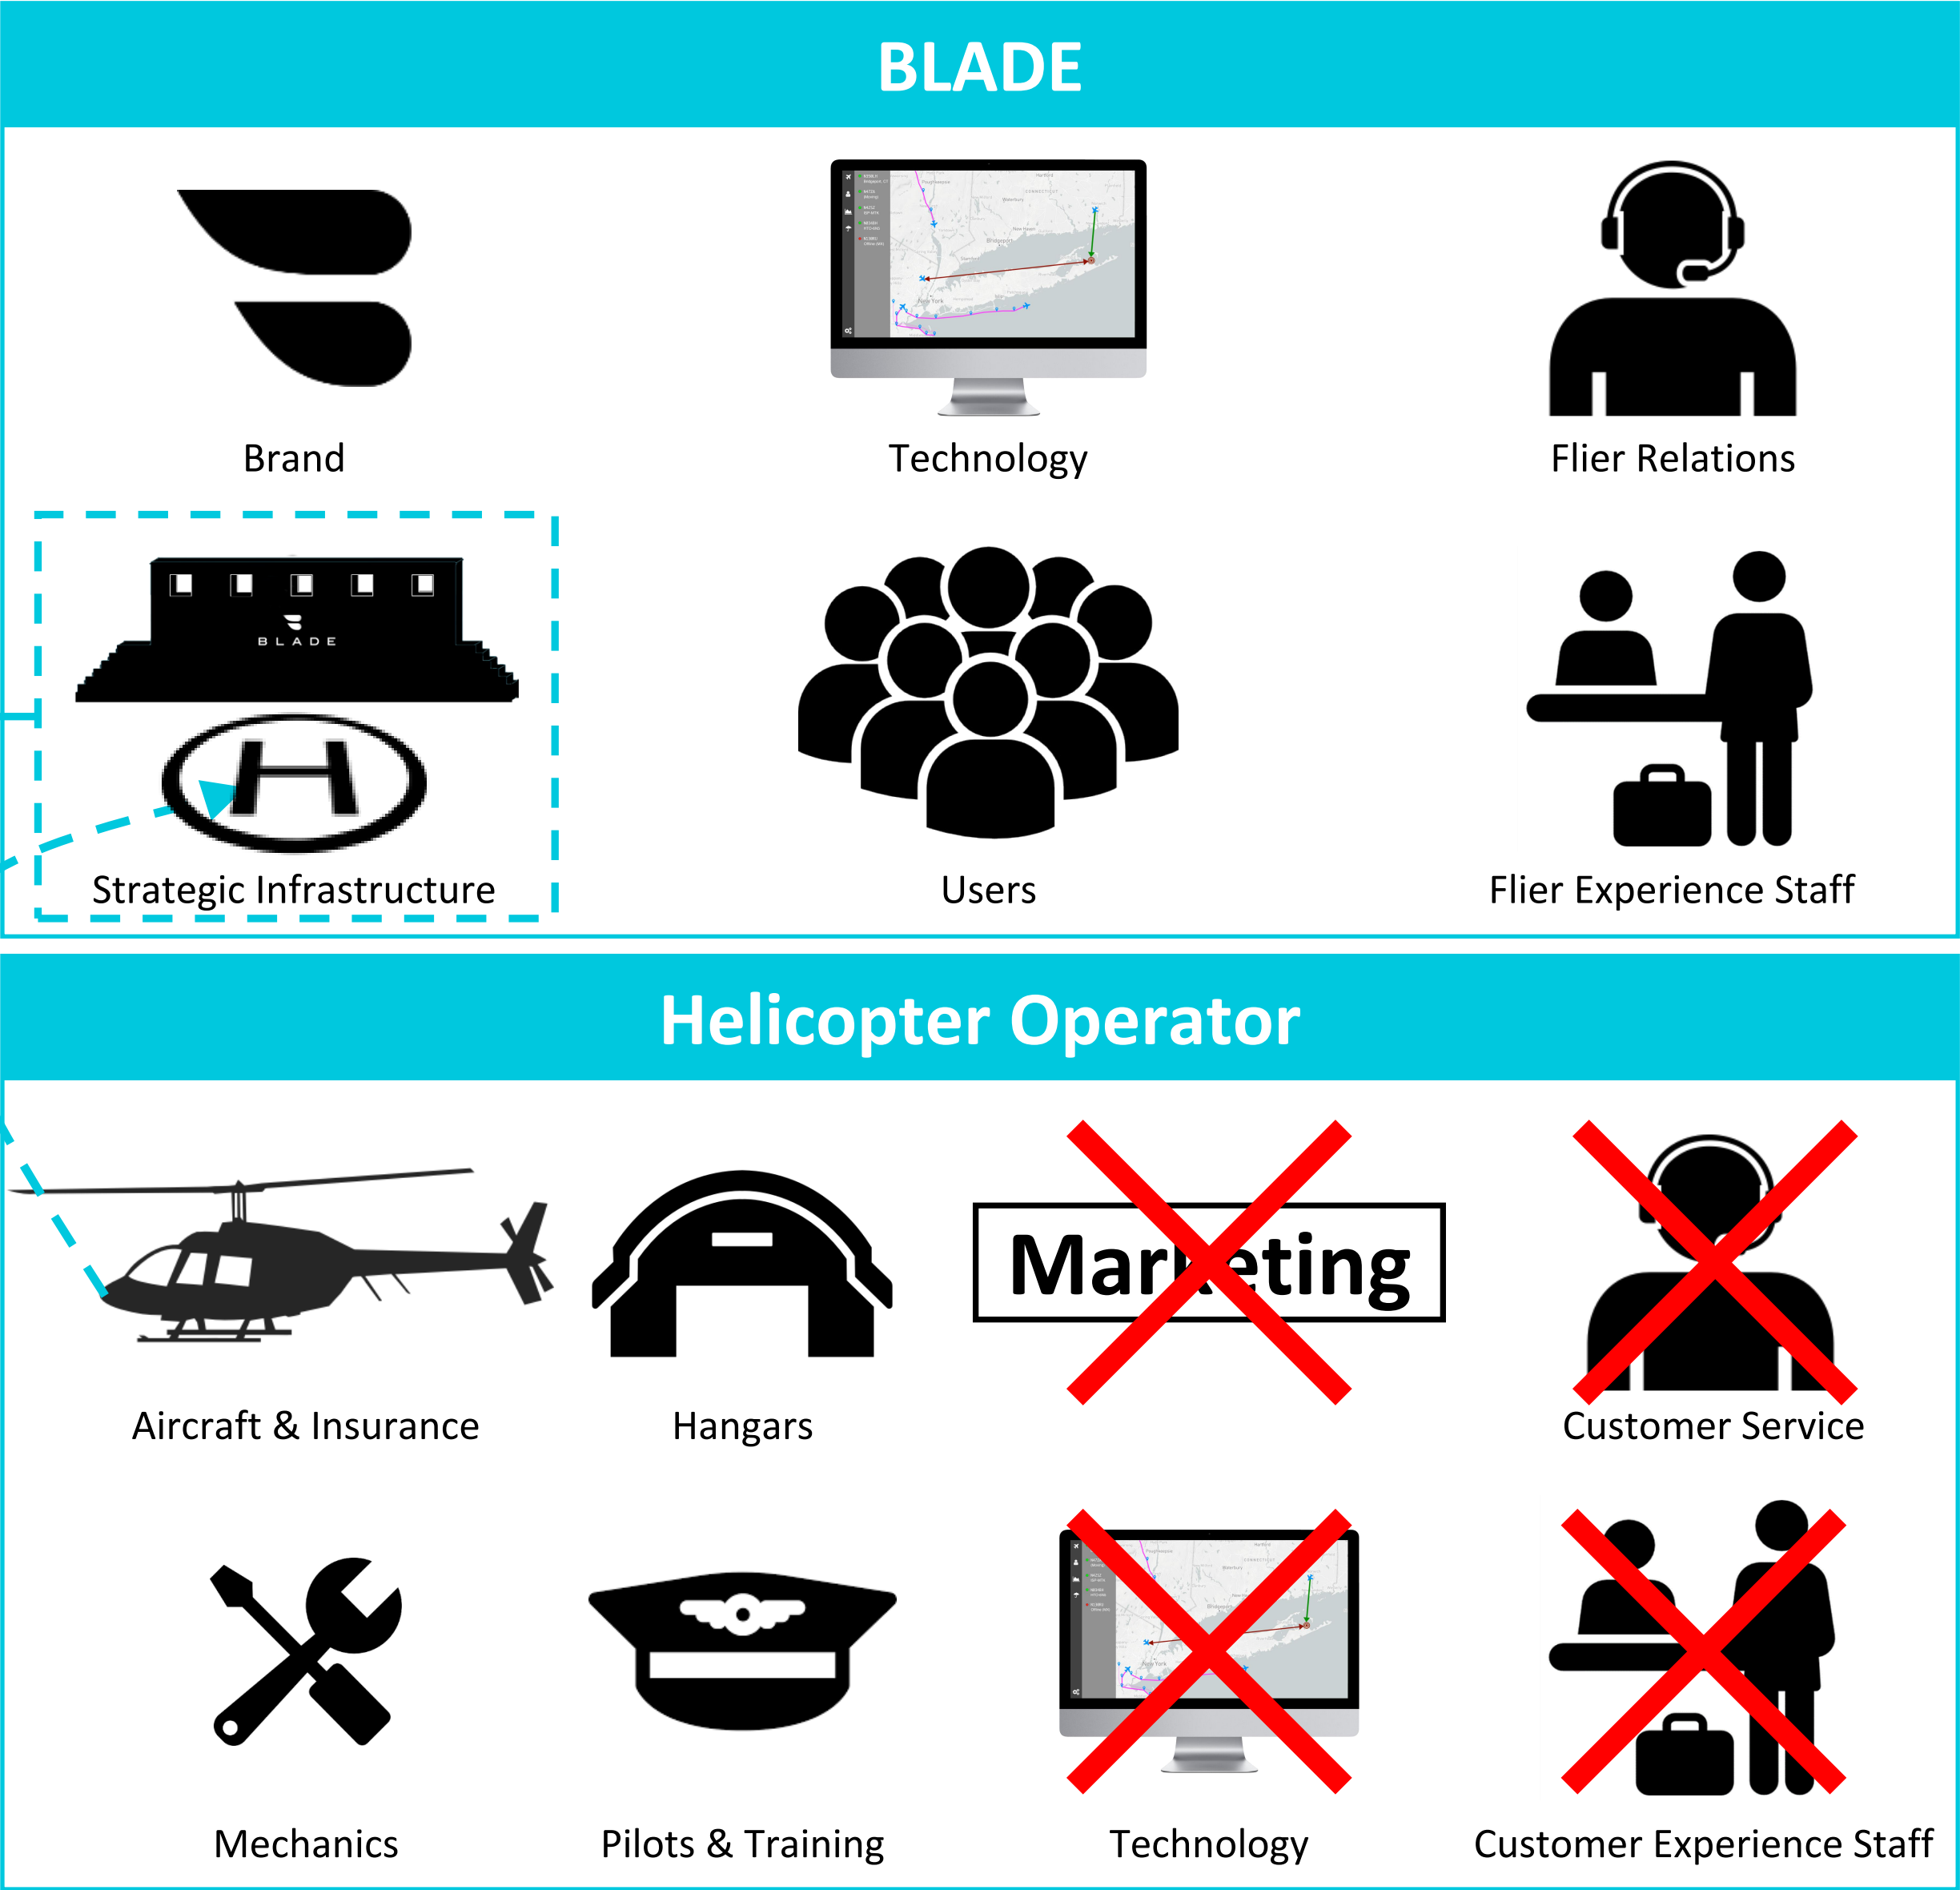 BLADE
Brand
Technology
Flier Relations
BLADE
Strategic Infrastructure
Users
Flier Experience Staff
Helicopter Operator
Marketing
Aircraft & Insurance
Hangars
Customer Service
Mechanics
Pilots & Training
Technology
Customer Experience Staff